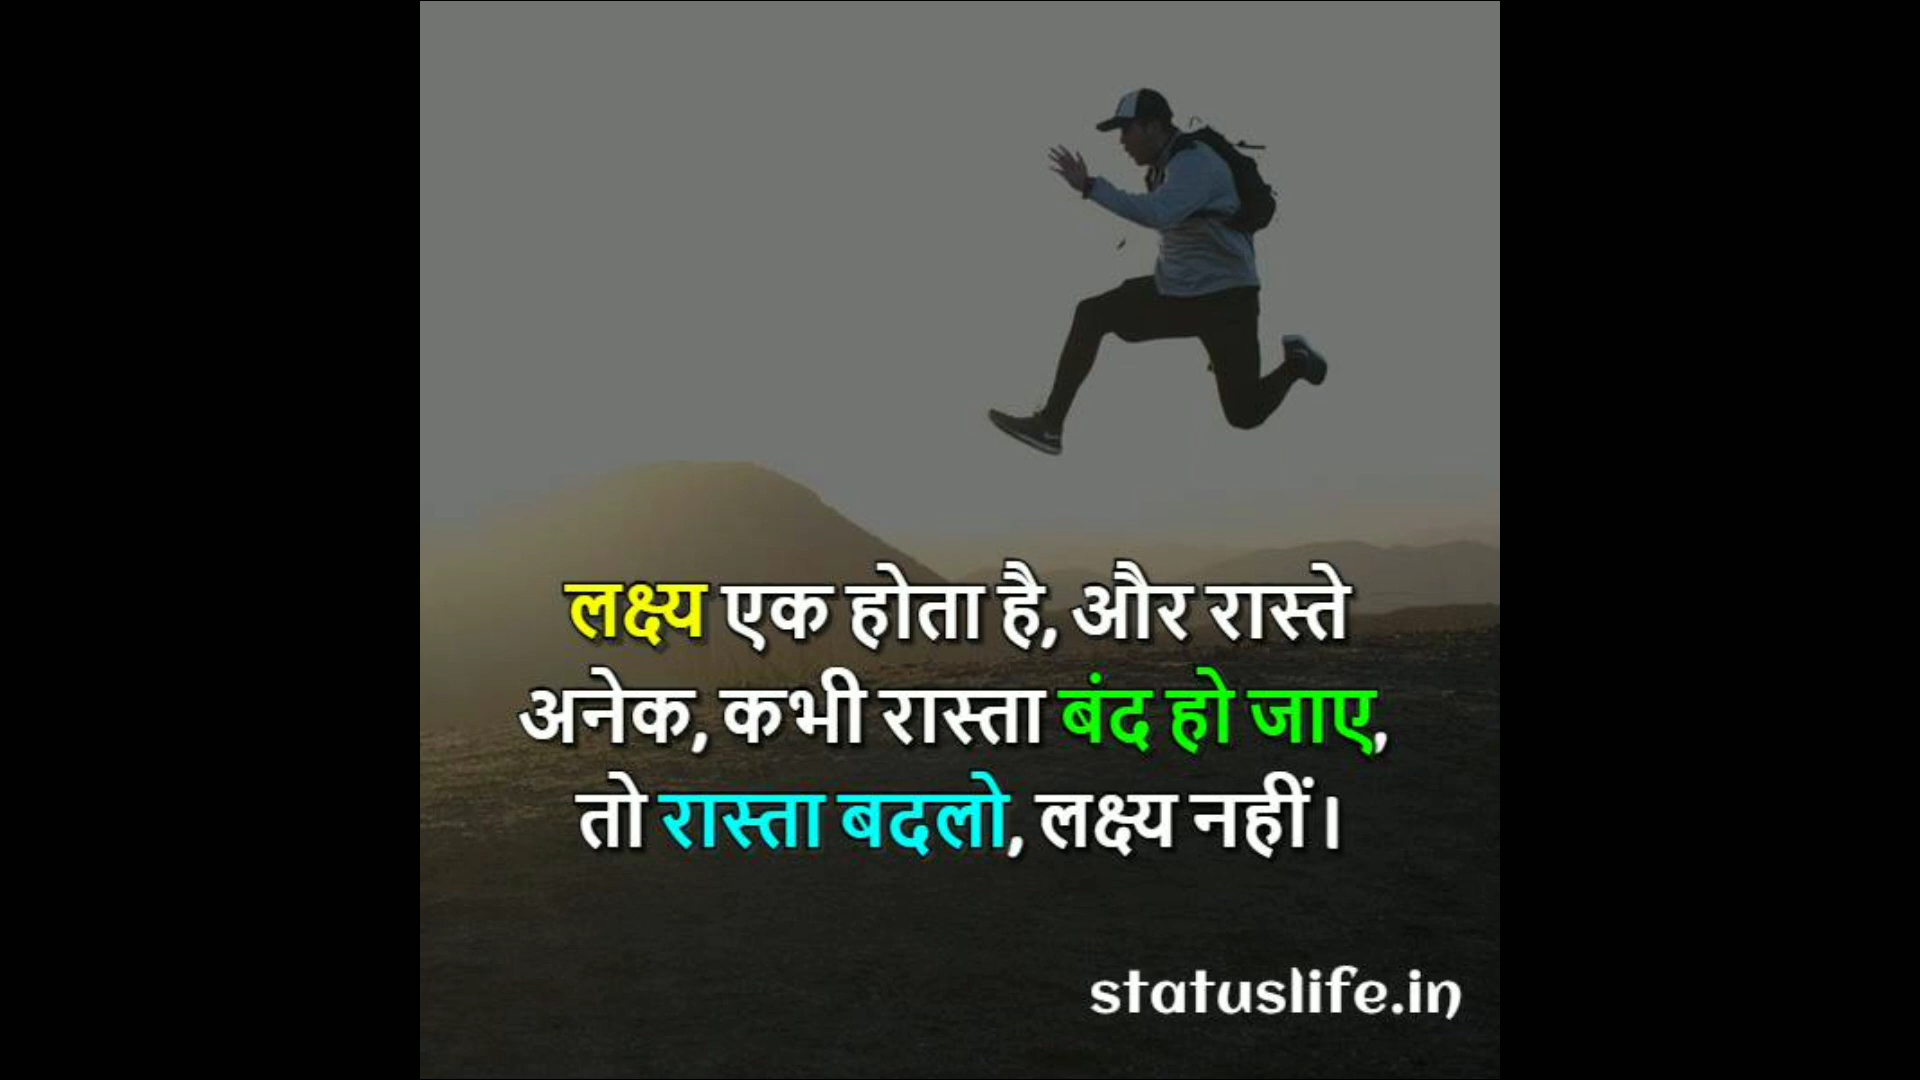 लक्ष्य एक होता है, और रास्ते
अनेक, कभी रास्ता बंद हो जाए,
तो रास्ता बदलो, लक्ष्य नहीं।
statuslife.in